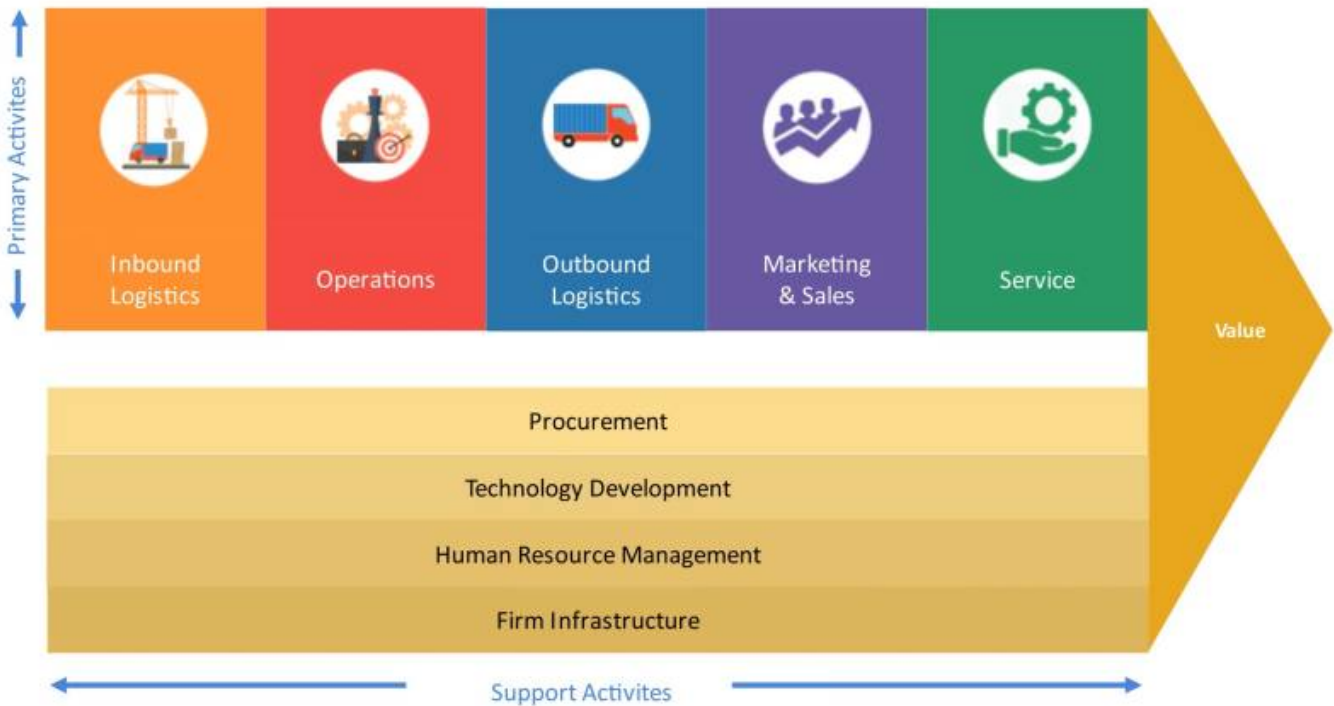 Primary Activites
Inbound
Logistics
Operations
Outbound
Logistics
Marketing
& Sales
Service
Value
Procurement
Technology Development
Human Resource Management
Firm Infrastructure
Support Activites